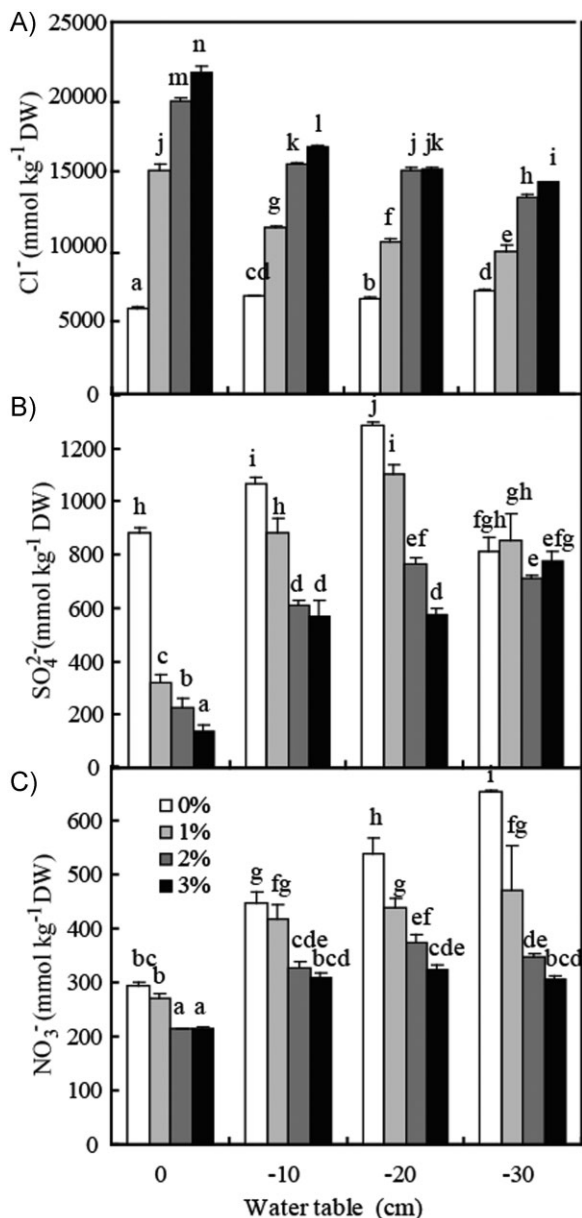 A)
25000
20000
15000
10000
5000
0
Cl⁻ (mmol kg⁻¹ DW)
a j m n
cd g k l
b f j jk
d e h i
B)
1200
1000
800
600
400
200
0
SO₄²⁻ (mmol kg⁻¹ DW)
h c b a
i h d d
j i ef d
fgh gh e efg
C)
600
500
400
300
200
100
0
NO₃⁻ (mmol kg⁻¹ DW)
0%
1%
2%
3%
bc b a a
g fg cde bcd
h g ef cde
i fg de bcd
0 -10 -20 -30
Water table (cm)